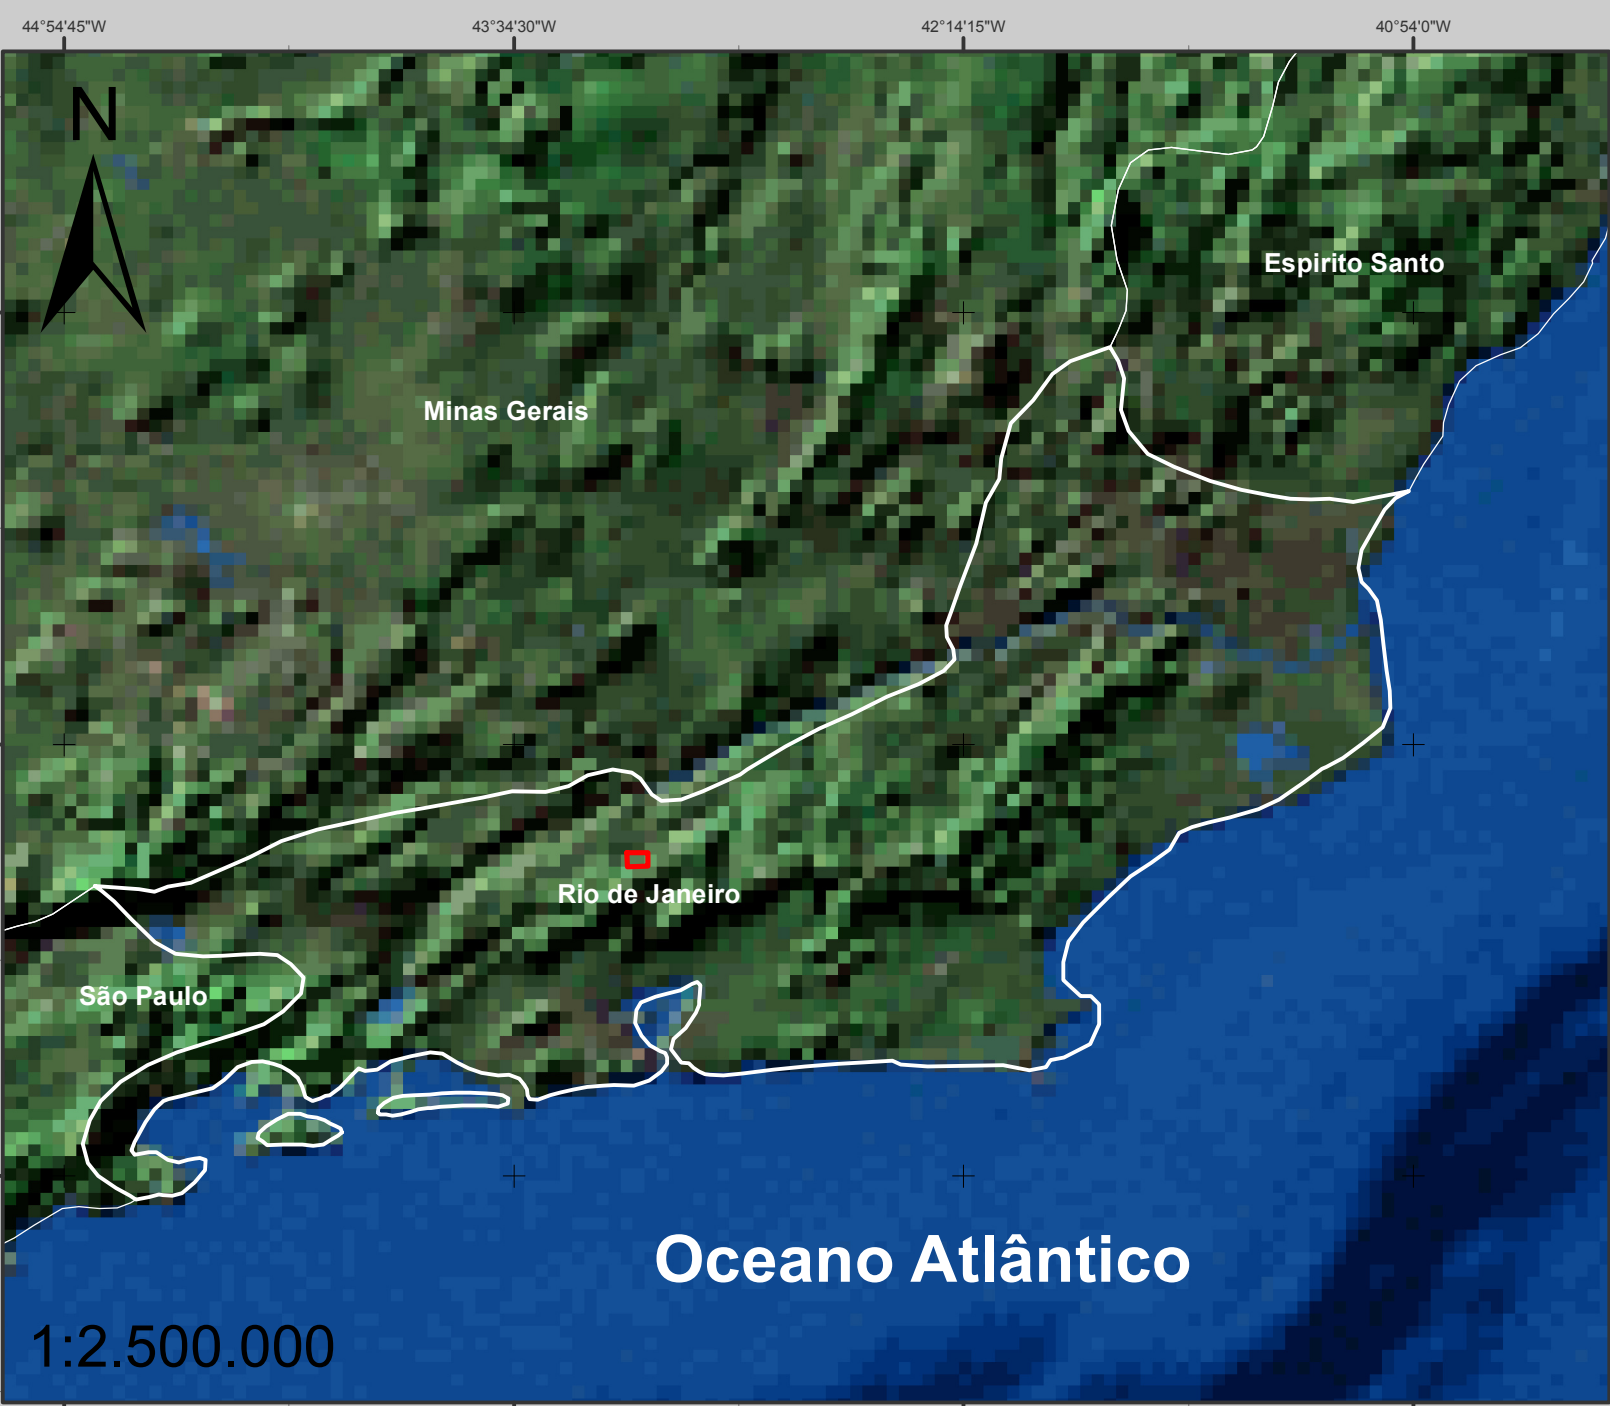 44°54'45"W 43°34'30"W 42°14'15"W 40°54'0"W
N
Espirito Santo
Minas Gerais
Rio de Janeiro
São Paulo
Oceano Atlântico
1:2.500.000